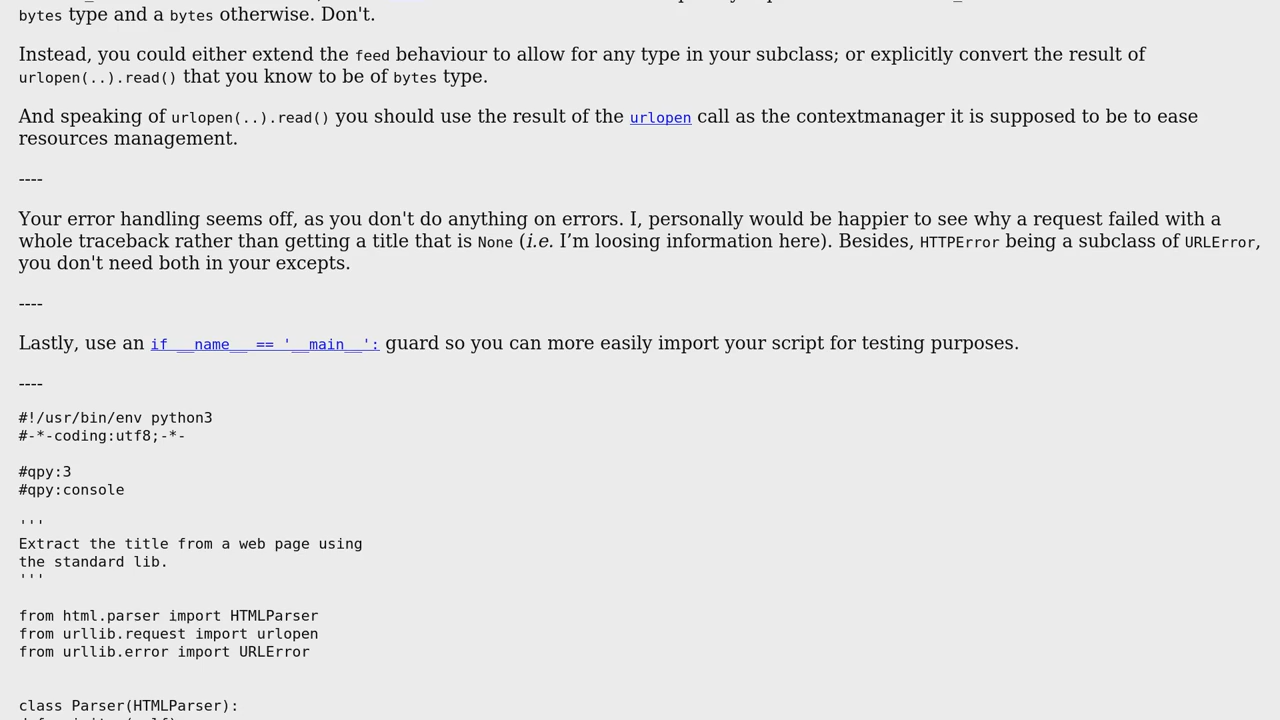 bytes type and a bytes otherwise. Don't.
Instead, you could either extend the feed behaviour to allow for any type in your subclass; or explicitly convert the result of
urlopen(..).read() that you know to be of bytes type.
And speaking of urlopen(..).read() you should use the result of the urlopen call as the contextmanager it is supposed to be to ease
resources management.
----
Your error handling seems off, as you don't do anything on errors. I, personally would be happier to see why a request failed with a
whole traceback rather than getting a title that is None (i.e. I’m loosing information here). Besides, HTTPError being a subclass of URLError,
you don't need both in your excepts.
----
Lastly, use an if __name__ == '__main__': guard so you can more easily import your script for testing purposes.
----
#!/usr/bin/env python3
#-*-coding:utf8;-*-
#qpy:3
#qpy:console
'''
Extract the title from a web page using
the standard lib.
'''
from html.parser import HTMLParser
from urllib.request import urlopen
from urllib.error import URLError
class Parser(HTMLParser):